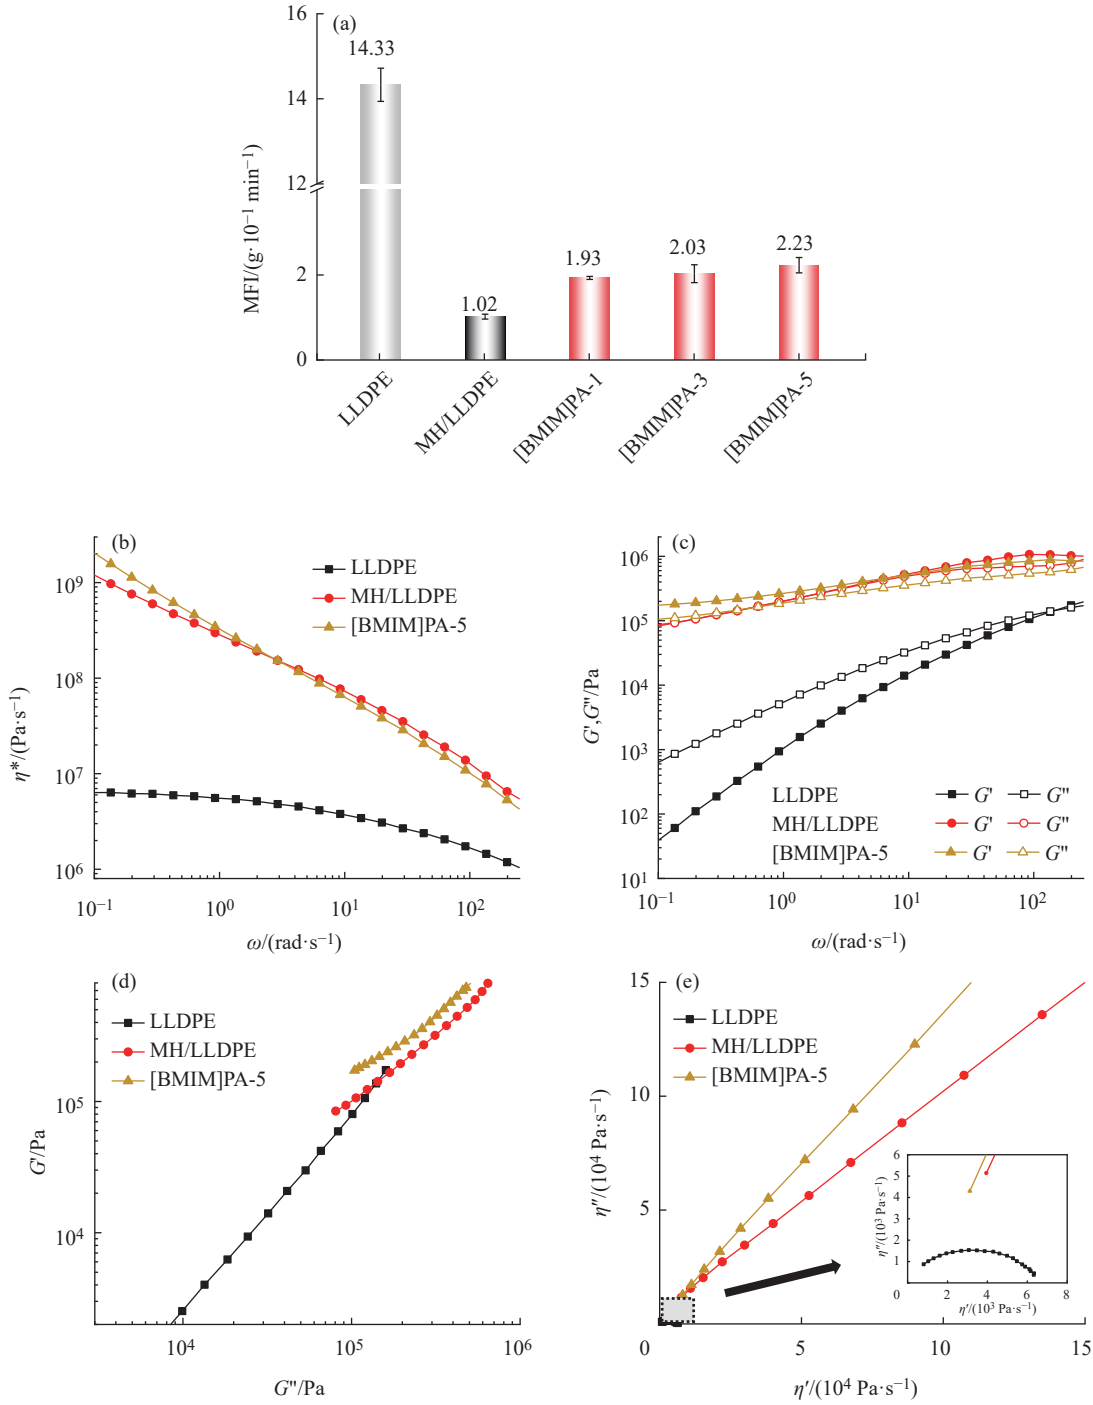 (a)
16
14
12
2
0
MFI/(g·10⁻¹ min⁻¹)
14.33
1.02
1.93
2.03
2.23
LLDPE
MH/LLDPE
[BMIM]PA-1
[BMIM]PA-3
[BMIM]PA-5
(b)
LLDPE
MH/LLDPE
[BMIM]PA-5
10⁹
10⁸
10⁷
10⁶
η*/(Pa·s⁻¹)
10⁻¹ 10⁰ 10¹ 10²
ω/(rad·s⁻¹)
(c)
10⁶
10⁵
10⁴
10³
10²
10¹
G′,G″/Pa
LLDPE G′ G″
MH/LLDPE G′ G″
[BMIM]PA-5 G′ G″
10⁻¹ 10⁰ 10¹ 10²
ω/(rad·s⁻¹)
(d)
LLDPE
MH/LLDPE
[BMIM]PA-5
10⁵
10⁴
G′/Pa
10⁴ 10⁵ 10⁶
G″/Pa
(e)
LLDPE
MH/LLDPE
[BMIM]PA-5
15
10
5
η″/(10⁴ Pa·s⁻¹)
0 5 10 15
η′/(10⁴ Pa·s⁻¹)
6
5
4
3
2
1
0
η″/(10³ Pa·s⁻¹)
2 4 6 8
η′/(10³ Pa·s⁻¹)